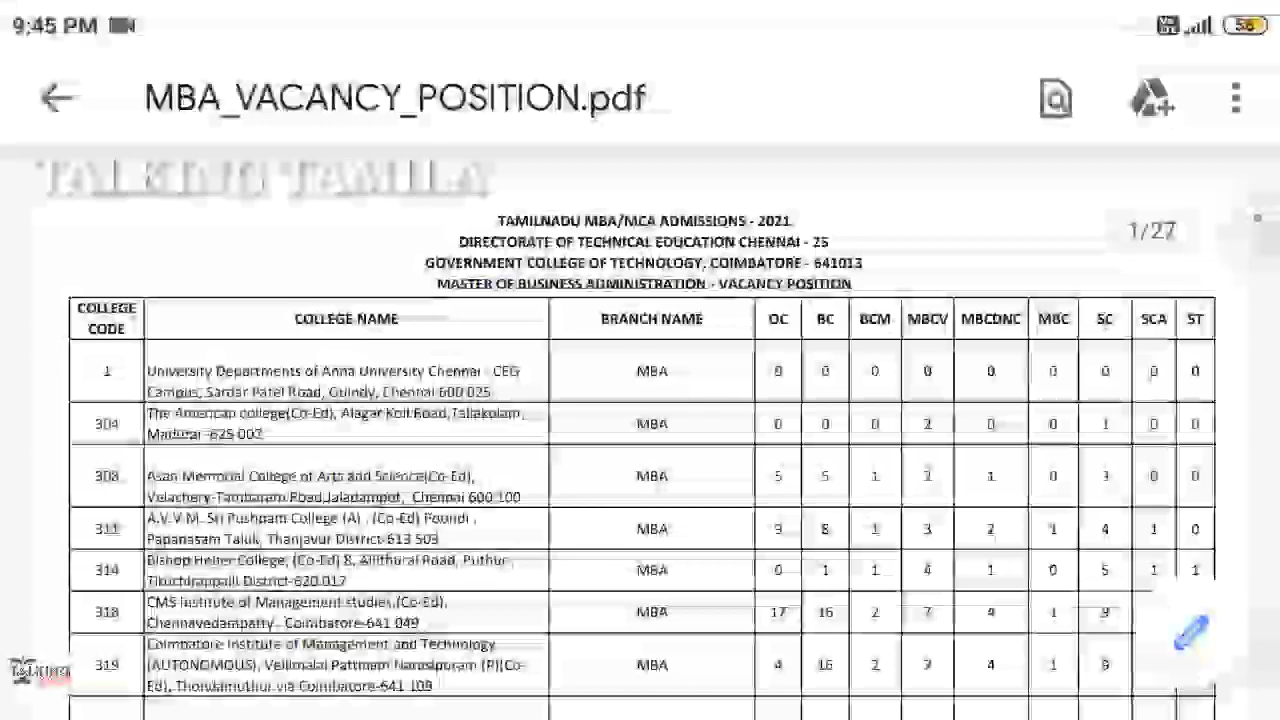 9:45 PM
56
MBA_VACANCY_POSITION.pdf
TALKING TAMILA
1/27
TAMILNADU MBA/MCA ADMISSIONS - 2021
DIRECTORATE OF TECHNICAL EDUCATION CHENNAI - 25
GOVERNMENT COLLEGE OF TECHNOLOGY, COIMBATORE - 641013
MASTER OF BUSINESS ADMINISTRATION - VACANCY POSITION
COLLEGE CODE COLLEGE NAME BRANCH NAME OC BC BCM MBCV MBCDNC MBC SC SCA ST
1 University Departments of Anna University Chennai - CEG MBA 0 0 0 0 0 0 0 0 0
Campus, Sardar Patel Road, Guindy, Chennai 600 025
304 The American college(Co-Ed), Alagar Koil Road,Tallakulam, MBA 0 0 0 2 0 0 1 0 0
Madurai -625 002
308 Asan Memorial College of Arts and Science(Co-Ed), MBA 5 5 1 1 0 0 0
Velachery-Tambaram Road, Chennai 600 100
311 A.V.V.M. Sri Pushpam College (A) , (Co-Ed) Poondi , MBA 9 8 1 3 2 1 4 1 0
Papanasam Taluk, Thanjavur District-613 503
314 Bishop Heber College, (Co-Ed) Road, Puthur, MBA 0 1 1 4 1 0 5 1 1
Tiruchirappalli District-620 017
318 CMS Institute of Management studies,(Co-Ed), MBA 17 16 2 7 4 1 9
Chennavedampatty , Coimbatore-641 049
319 Coimbatore Institute of Management and Technology MBA 4 16 2 7 4 1 9
(AUTONOMOUS), Vellimalai Pattinam Narasipuram (P)(Co-
Ed), Thondamuthur via Coimbatore-641 109
TALKING